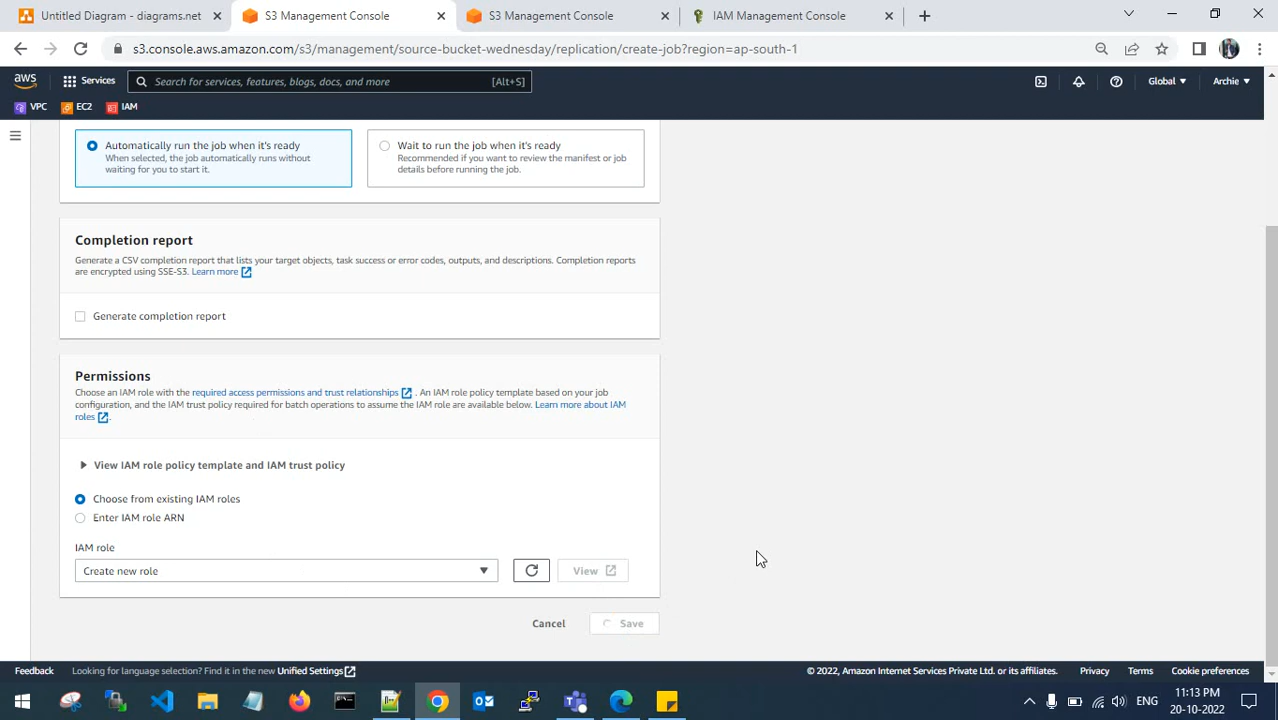 Untitled Diagram - diagrams.net
S3 Management Console
S3 Management Console
IAM Management Console
s3.console.aws.amazon.com/s3/management/source-bucket-wednesday/replication/create-job?region=ap-south-1
aws
Services
Search for services, features, blogs, docs, and more
[Alt+S]
Global
Archie
VPC
EC2
IAM
Automatically run the job when it's ready
When selected, the job automatically runs without
waiting for you to start it.
Wait to run the job when it's ready
Recommended if you want to review the manifest or job
details before running the job.
Completion report
Generate a CSV completion report that lists your target objects, task success or error codes, outputs, and descriptions. Completion reports
are encrypted using SSE-S3. Learn more
Generate completion report
Permissions
Choose an IAM role with the required access permissions and trust relationships . An IAM role policy template based on your job
configuration, and the IAM trust policy required for batch operations to assume the IAM role are available below. Learn more about IAM
roles .
View IAM role policy template and IAM trust policy
Choose from existing IAM roles
Enter IAM role ARN
IAM role
Create new role
View
Cancel
Save
Feedback
Looking for language selection? Find it in the new Unified Settings
© 2022, Amazon Internet Services Private Ltd. or its affiliates.
Privacy
Terms
Cookie preferences
ENG
11:13 PM
20-10-2022